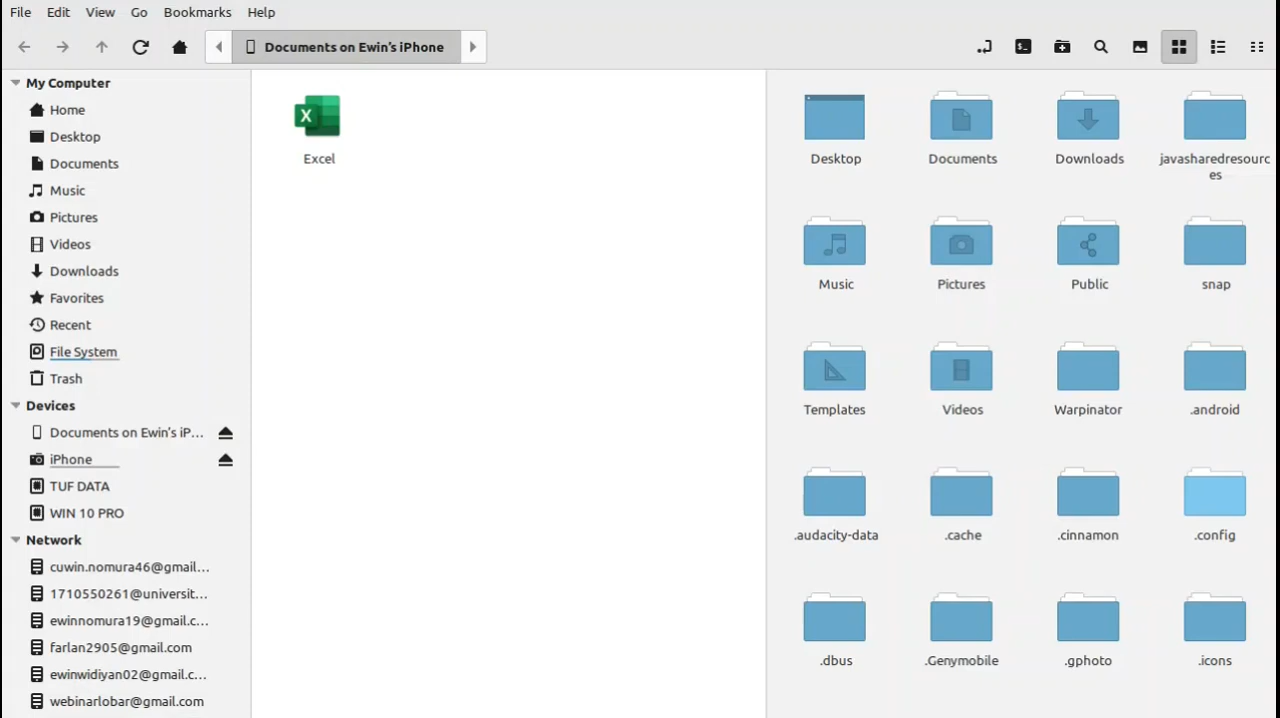 File Edit View Go Bookmarks Help
Documents on Ewin's iPhone
My Computer
Home
Desktop
Documents
Music
Pictures
Videos
Downloads
Favorites
Recent
File System
Trash
Devices
Documents on Ewin's iP...
iPhone
TUF DATA
WIN 10 PRO
Network
cuwin.nomura46@gmail...
1710550261@universit...
ewinnomura19@gmail.c...
farlan2905@gmail.com
ewinwidiyan02@gmail.c...
webinarlobar@gmail.com
X
Excel
Desktop Documents Downloads javasharedresourc
es
Music Pictures Public snap
Templates Videos Warpinator .android
.audacity-data .cache .cinnamon .config
.dbus .Genymobile .gphoto .icons